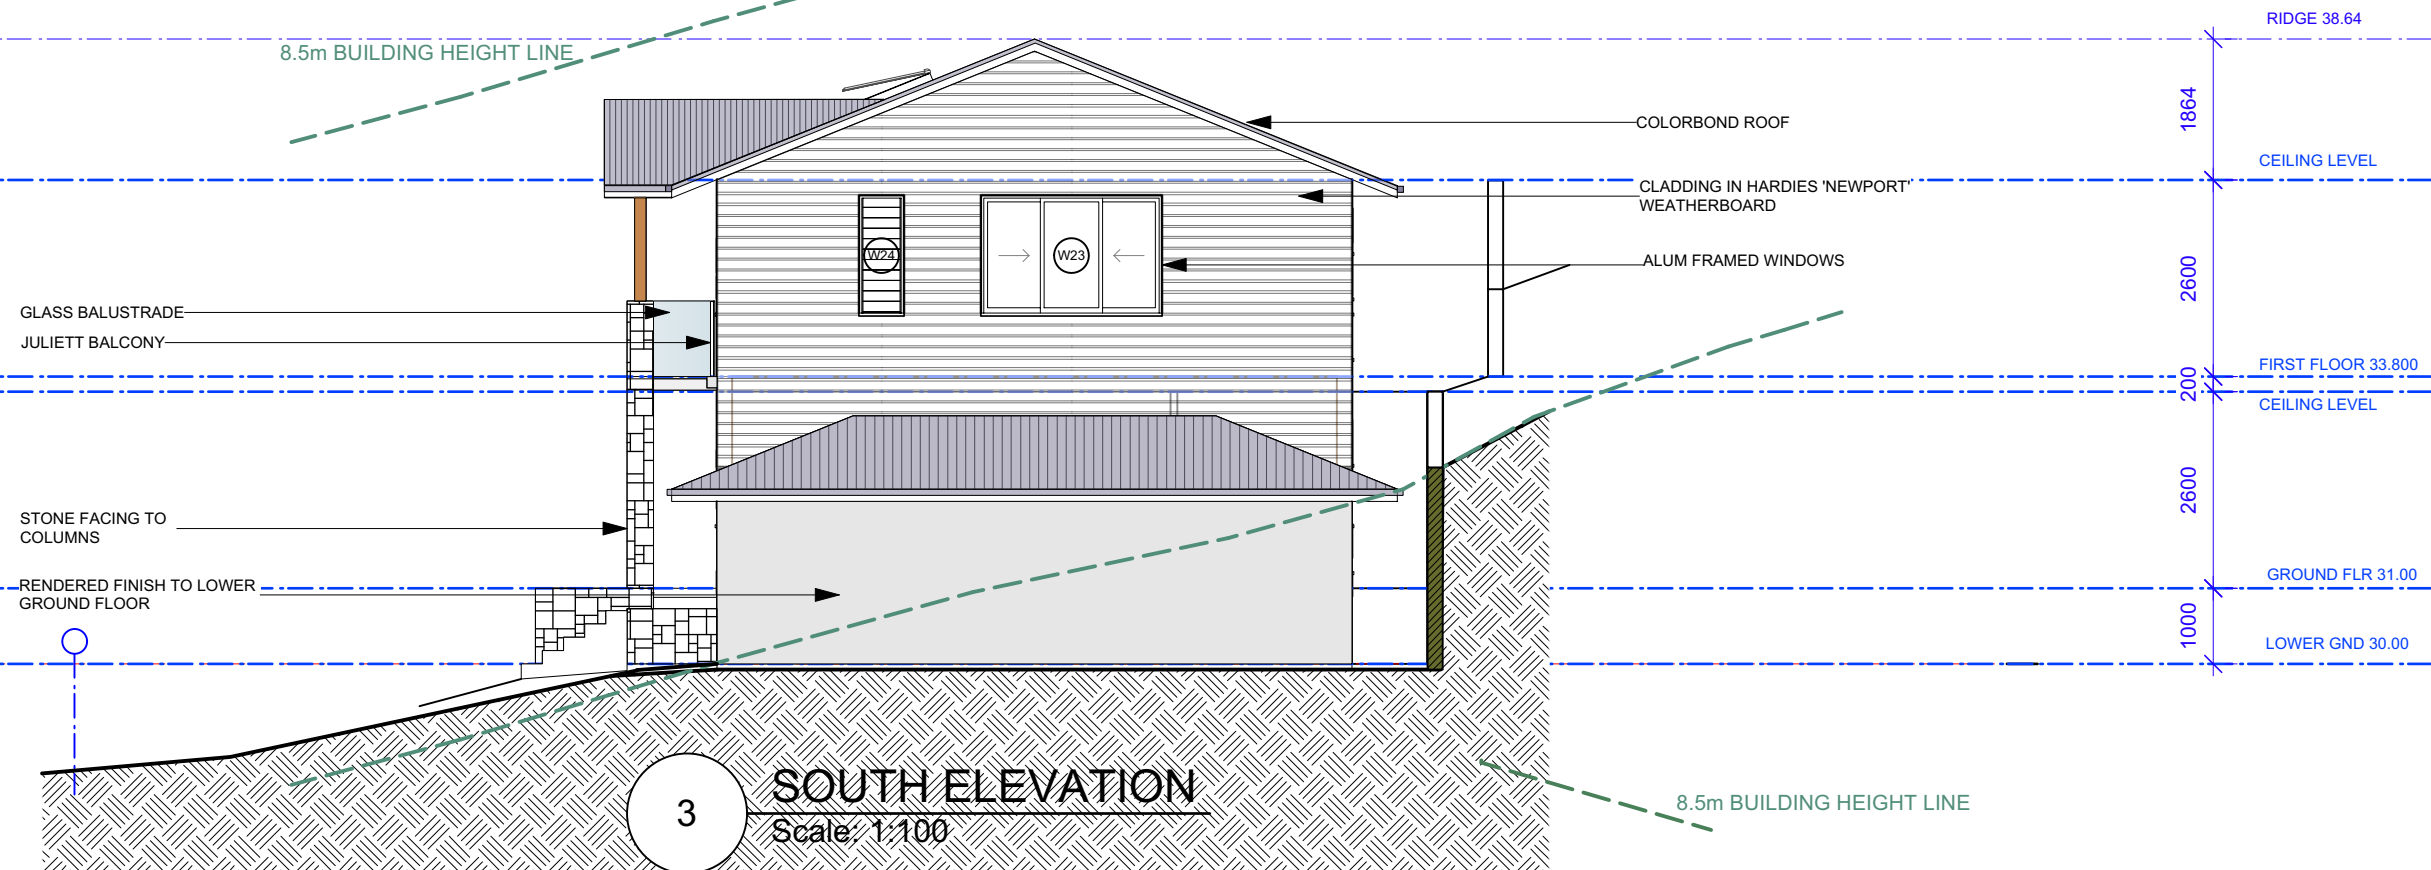 RIDGE 38.64
8.5m BUILDING HEIGHT LINE
1864
COLORBOND ROOF
CEILING LEVEL
CLADDING IN HARDIES 'NEWPORT'
WEATHERBOARD
W24
W23
ALUM FRAMED WINDOWS
2600
GLASS BALUSTRADE
JULIETT BALCONY
FIRST FLOOR 33.800
200
CEILING LEVEL
2600
STONE FACING TO
COLUMNS
RENDERED FINISH TO LOWER
GROUND FLOOR
GROUND FLR 31.00
1000
LOWER GND 30.00
3
SOUTH ELEVATION
Scale: 1:100
8.5m BUILDING HEIGHT LINE